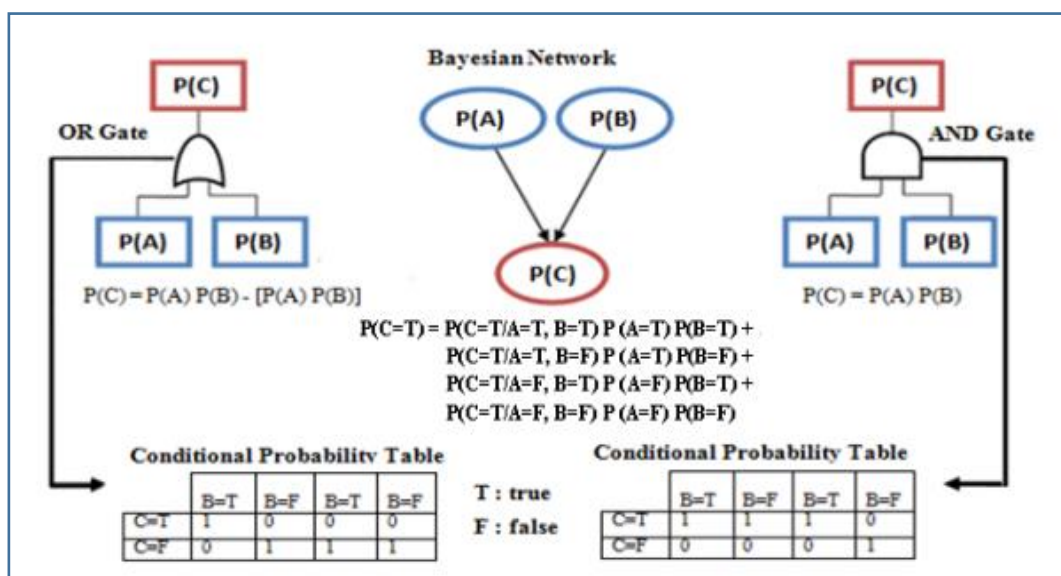 Bayesian Network
P(C)
OR Gate
P(A)
P(B)
P(C) = P(A) P(B) - [P(A) P(B)]
P(A)
P(B)
P(C)
P(C)
AND Gate
P(A)
P(B)
P(C) = P(A) P(B)
P(C=T) = P(C=T/A=T, B=T) P (A=T) P(B=T) +
P(C=T/A=T, B=F) P (A=T) P(B=F) +
P(C=T/A=F, B=T) P (A=F) P(B=T) +
P(C=T/A=F, B=F) P (A=F) P(B=F)
Conditional Probability Table
B=T B=F B=T B=F
C=T 1 0 0 0
C=F 0 1 1 1
T : true
F : false
Conditional Probability Table
B=T B=F B=T B=F
C=T 1 1 1 0
C=F 0 0 0 1